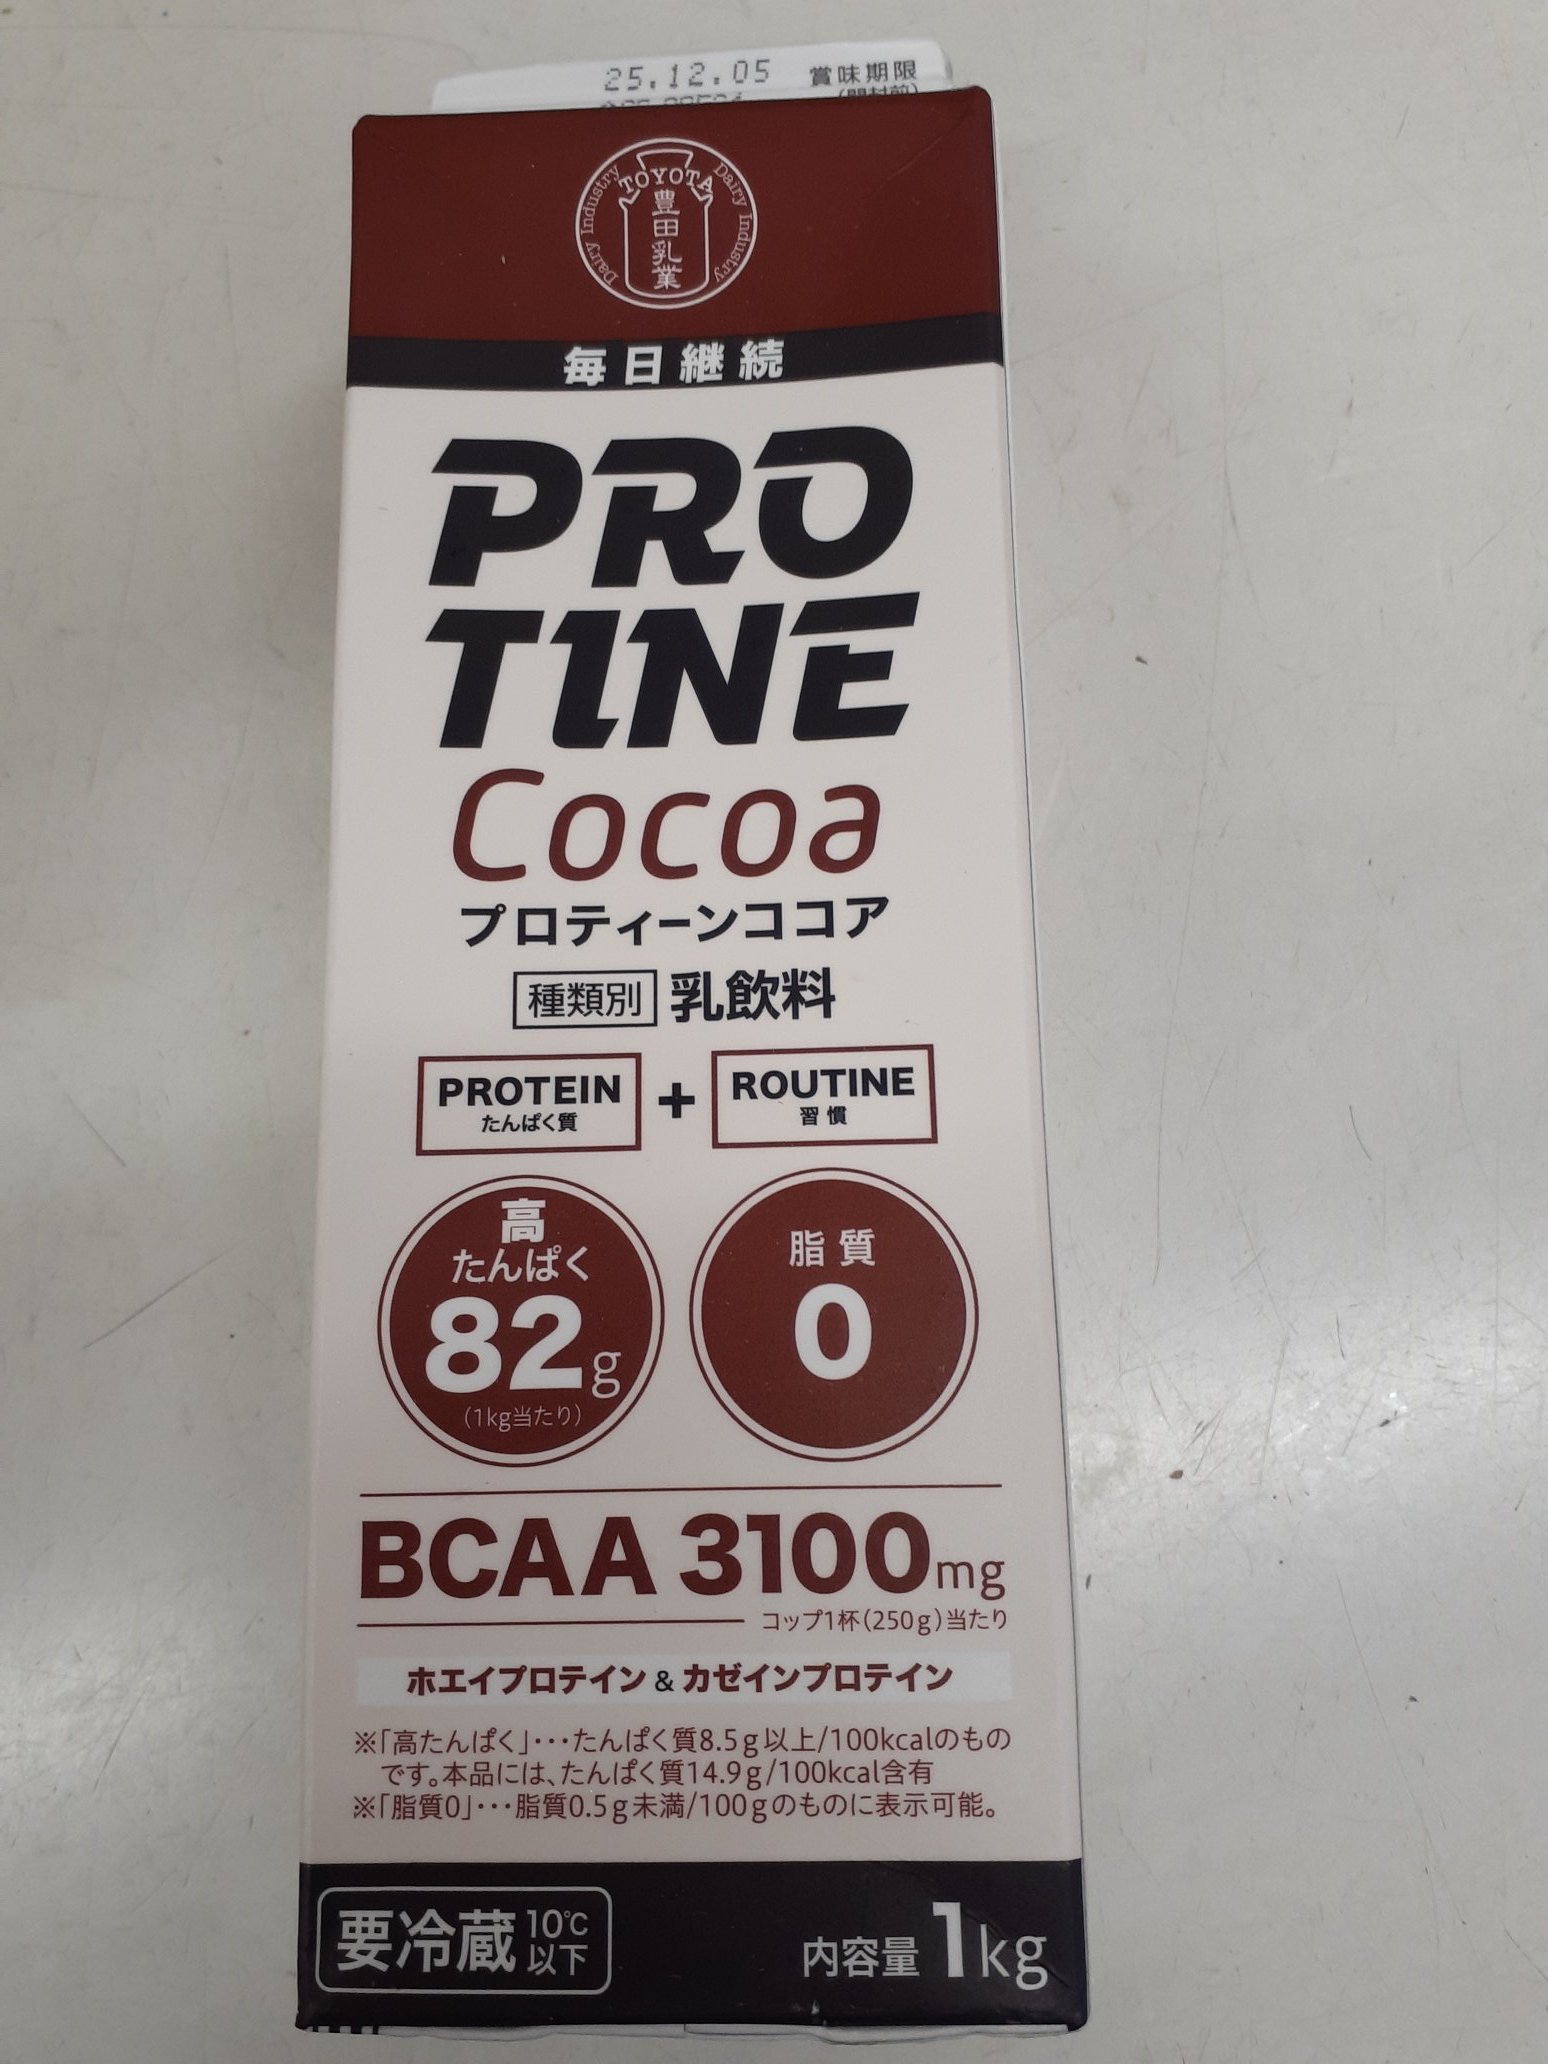 25.12.05 賞味期限
(開封前)
TOYOTA
Dairy Industry
Dairy Industry
豊田乳業
毎日継続
PRO
TINE
Cocoa
プロティーンココア
種類別 乳飲料
PROTEIN
たんぱく質
+
ROUTINE
習慣
高
たんぱく
82g
(1kg当たり)
脂質
0
BCAA 3100mg
コップ1杯(250g)当たり
ホエイプロテイン&カゼインプロテイン
※「高たんぱく」･･･たんぱく質8.5g以上/100kcalのもの
です。本品には、たんぱく質14.9g/100kcal含有
※「脂質0」･･･脂質0.5g未満/100gのものに表示可能。
要冷蔵 10℃
以下
内容量 1kg